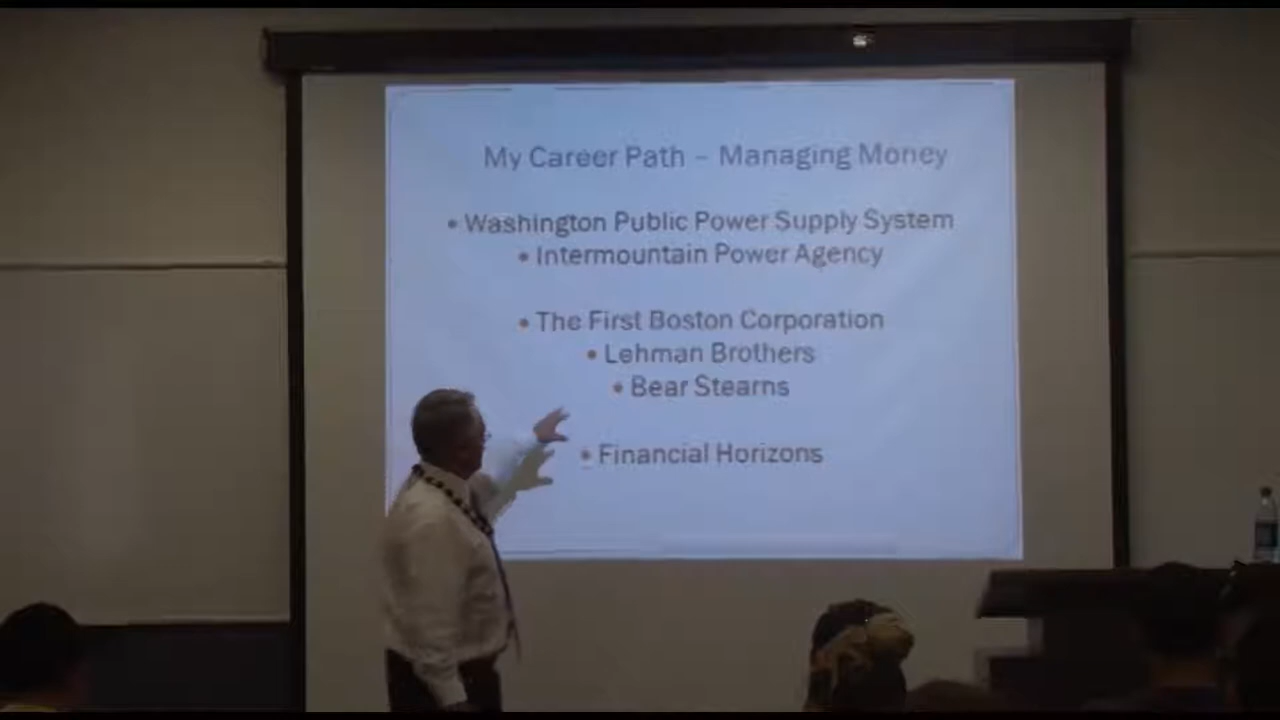 My Career Path – Managing Money
• Washington Public Power Supply System
• Intermountain Power Agency
• The First Boston Corporation
• Lehman Brothers
• Bear Stearns
• Financial Horizons